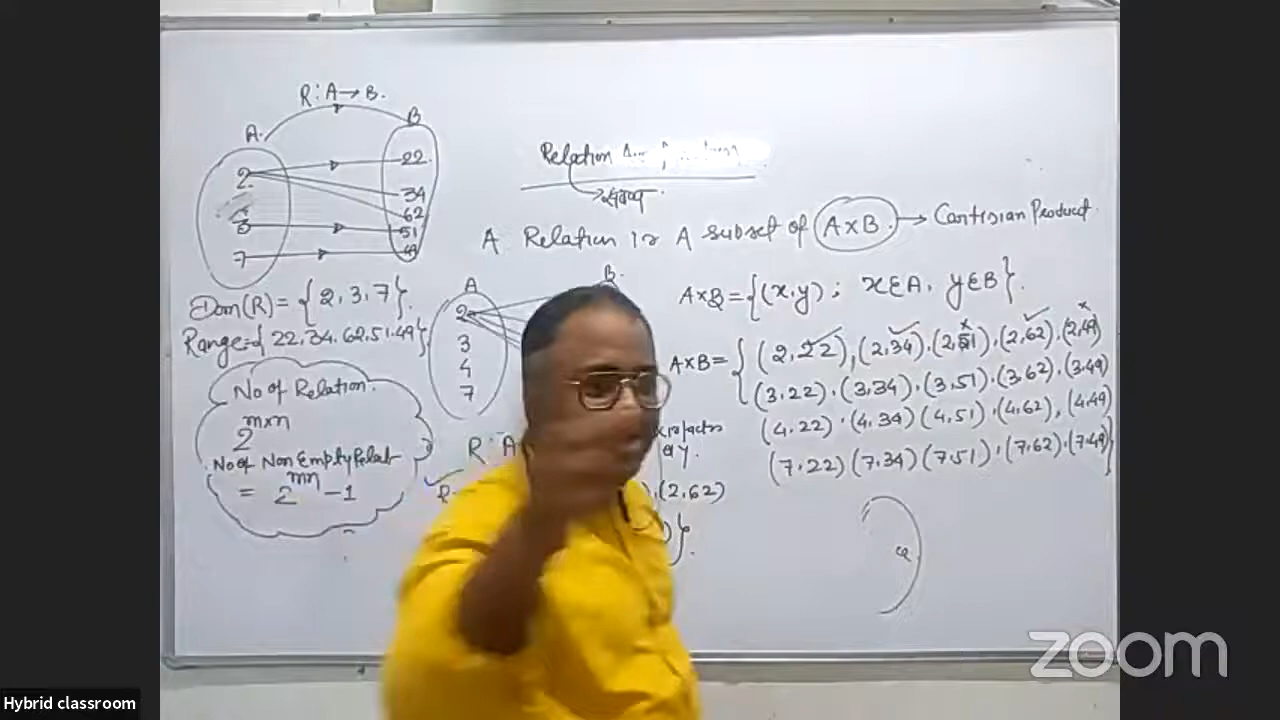 R : A → B.
A.
B
2
3
7
22
34
62
51
Dom(R) = { 2, 3, 7 }.
Range = { 22, 34, 62, 51, 49 }
No of Relation.
2^{m×n}
No of Non Empty Relat
= 2^{mn} - 1
Relation
सम्बन्ध
A Relation is A subset of A×B. → Cartisian Product.
A
B.
2
3
4
7
A×B = { (x, y) ; x ∈ A, y ∈ B }.
A×B = { (2, 22), (2, 34), (2, 51), (2, 62), (2, 49)
(3, 22), (3, 34), (3, 51), (3, 62), (3, 49)
(4, 22), (4, 34) (4, 51), (4, 62), (4, 49)
(7, 22) (7, 34) (7, 51), (7, 62), (7, 49) }
R : A
y.
R
, (2, 62)
) }.
zoom
Hybrid classroom